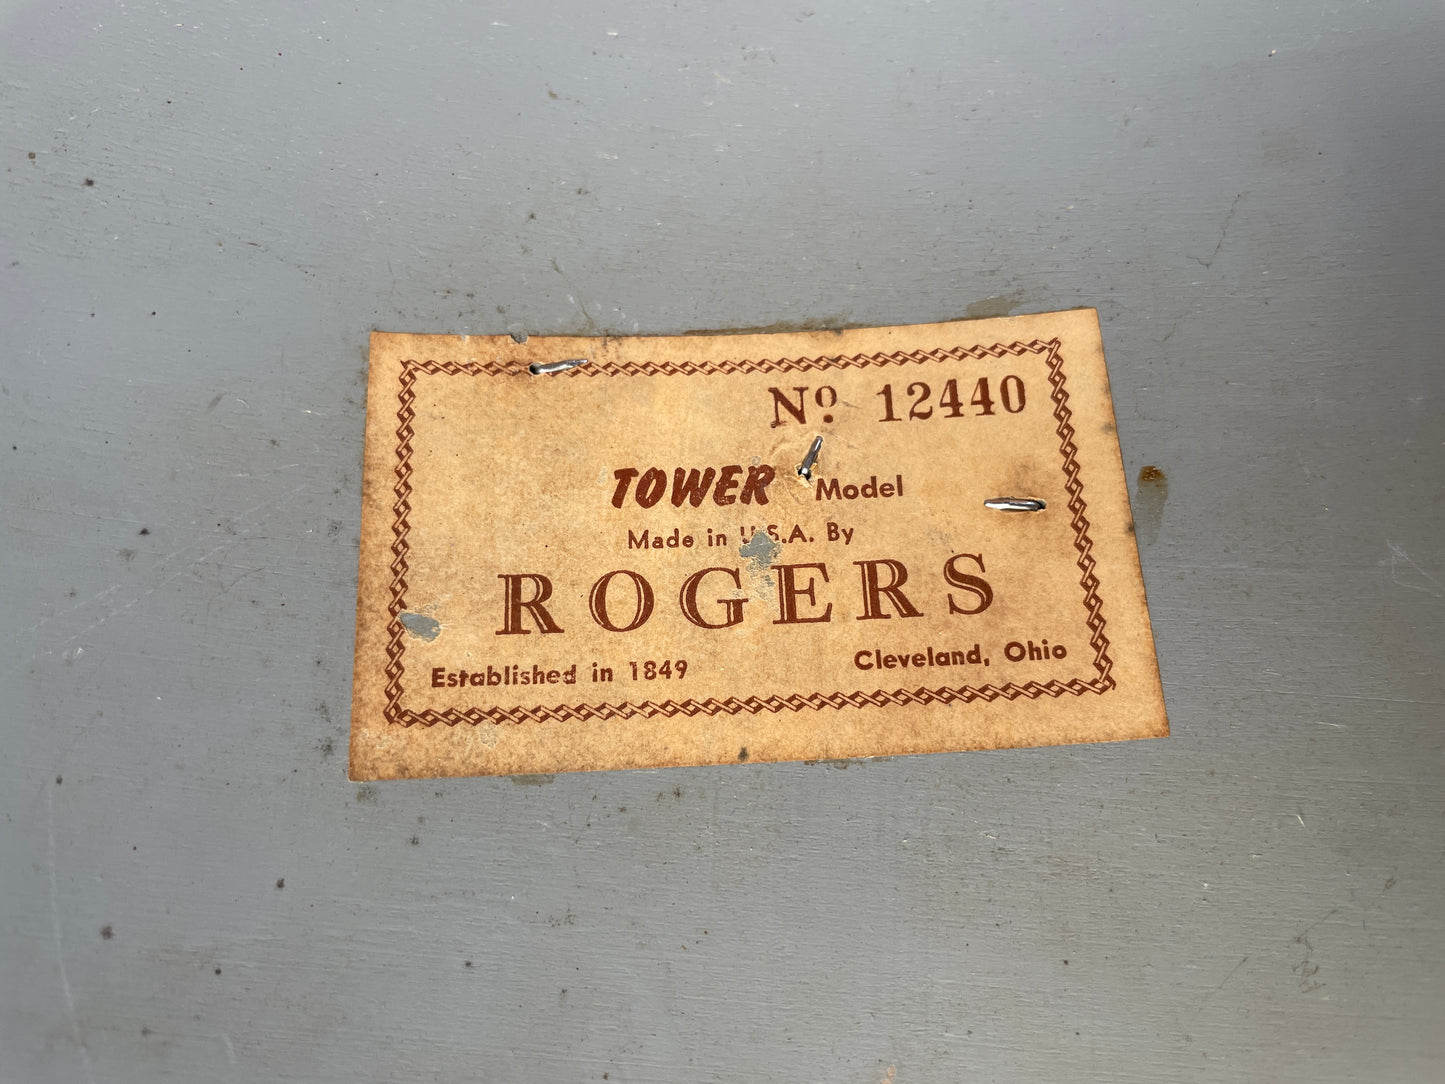 Nº 12440
TOWER Model
Made in U.S.A. By
ROGERS
Established in 1849 Cleveland, Ohio